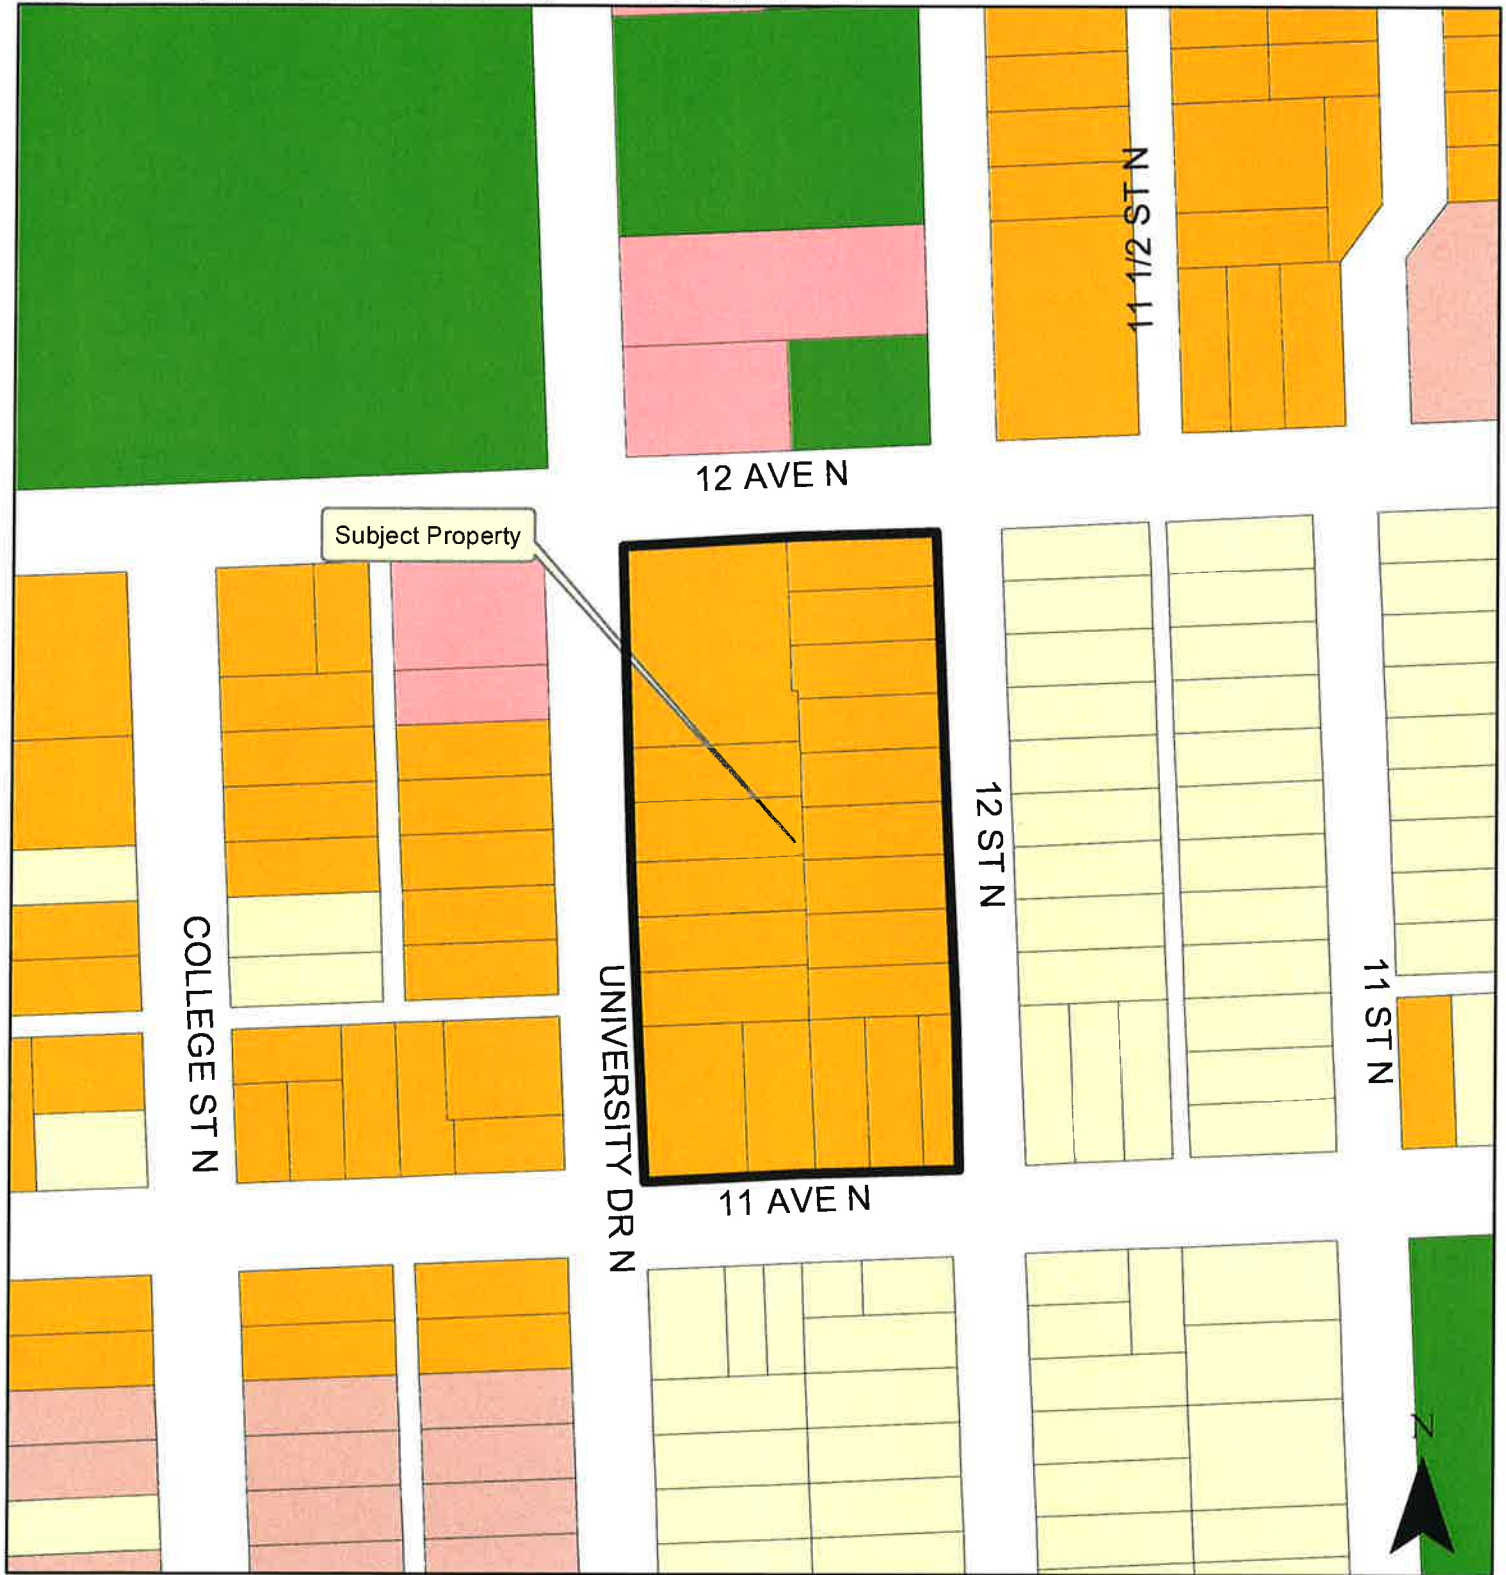 11 1/2 ST N
12 AVE N
Subject Property
12 ST N
COLLEGE ST N
UNIVERSITY DR N
11 ST N
11 AVE N
N